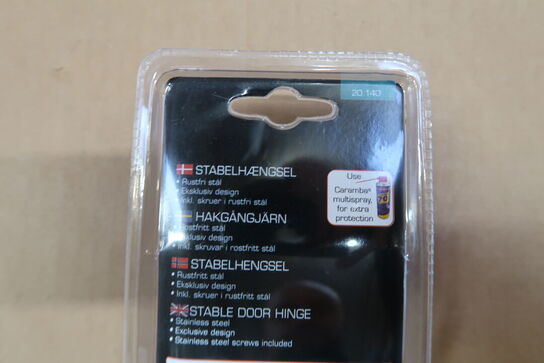 20.140
STABELHÆNGSEL
• Rustfri stål
• Eksklusiv design
• Inkl. skruer i rustfri stål
Use
Caramba®
multispray,
for extra
protection
70
HAKGÅNGJÄRN
Rostfritt stål
Exklusiv design
• Inkl. skruvar i rostfritt stål
STABELHENGSEL
• Rustfritt stål
• Eksklusiv design
• Inkl. skruer i rustfritt stål
STABLE DOOR HINGE
• Stainless steel
• Exclusive design
• Stainless steel screws included